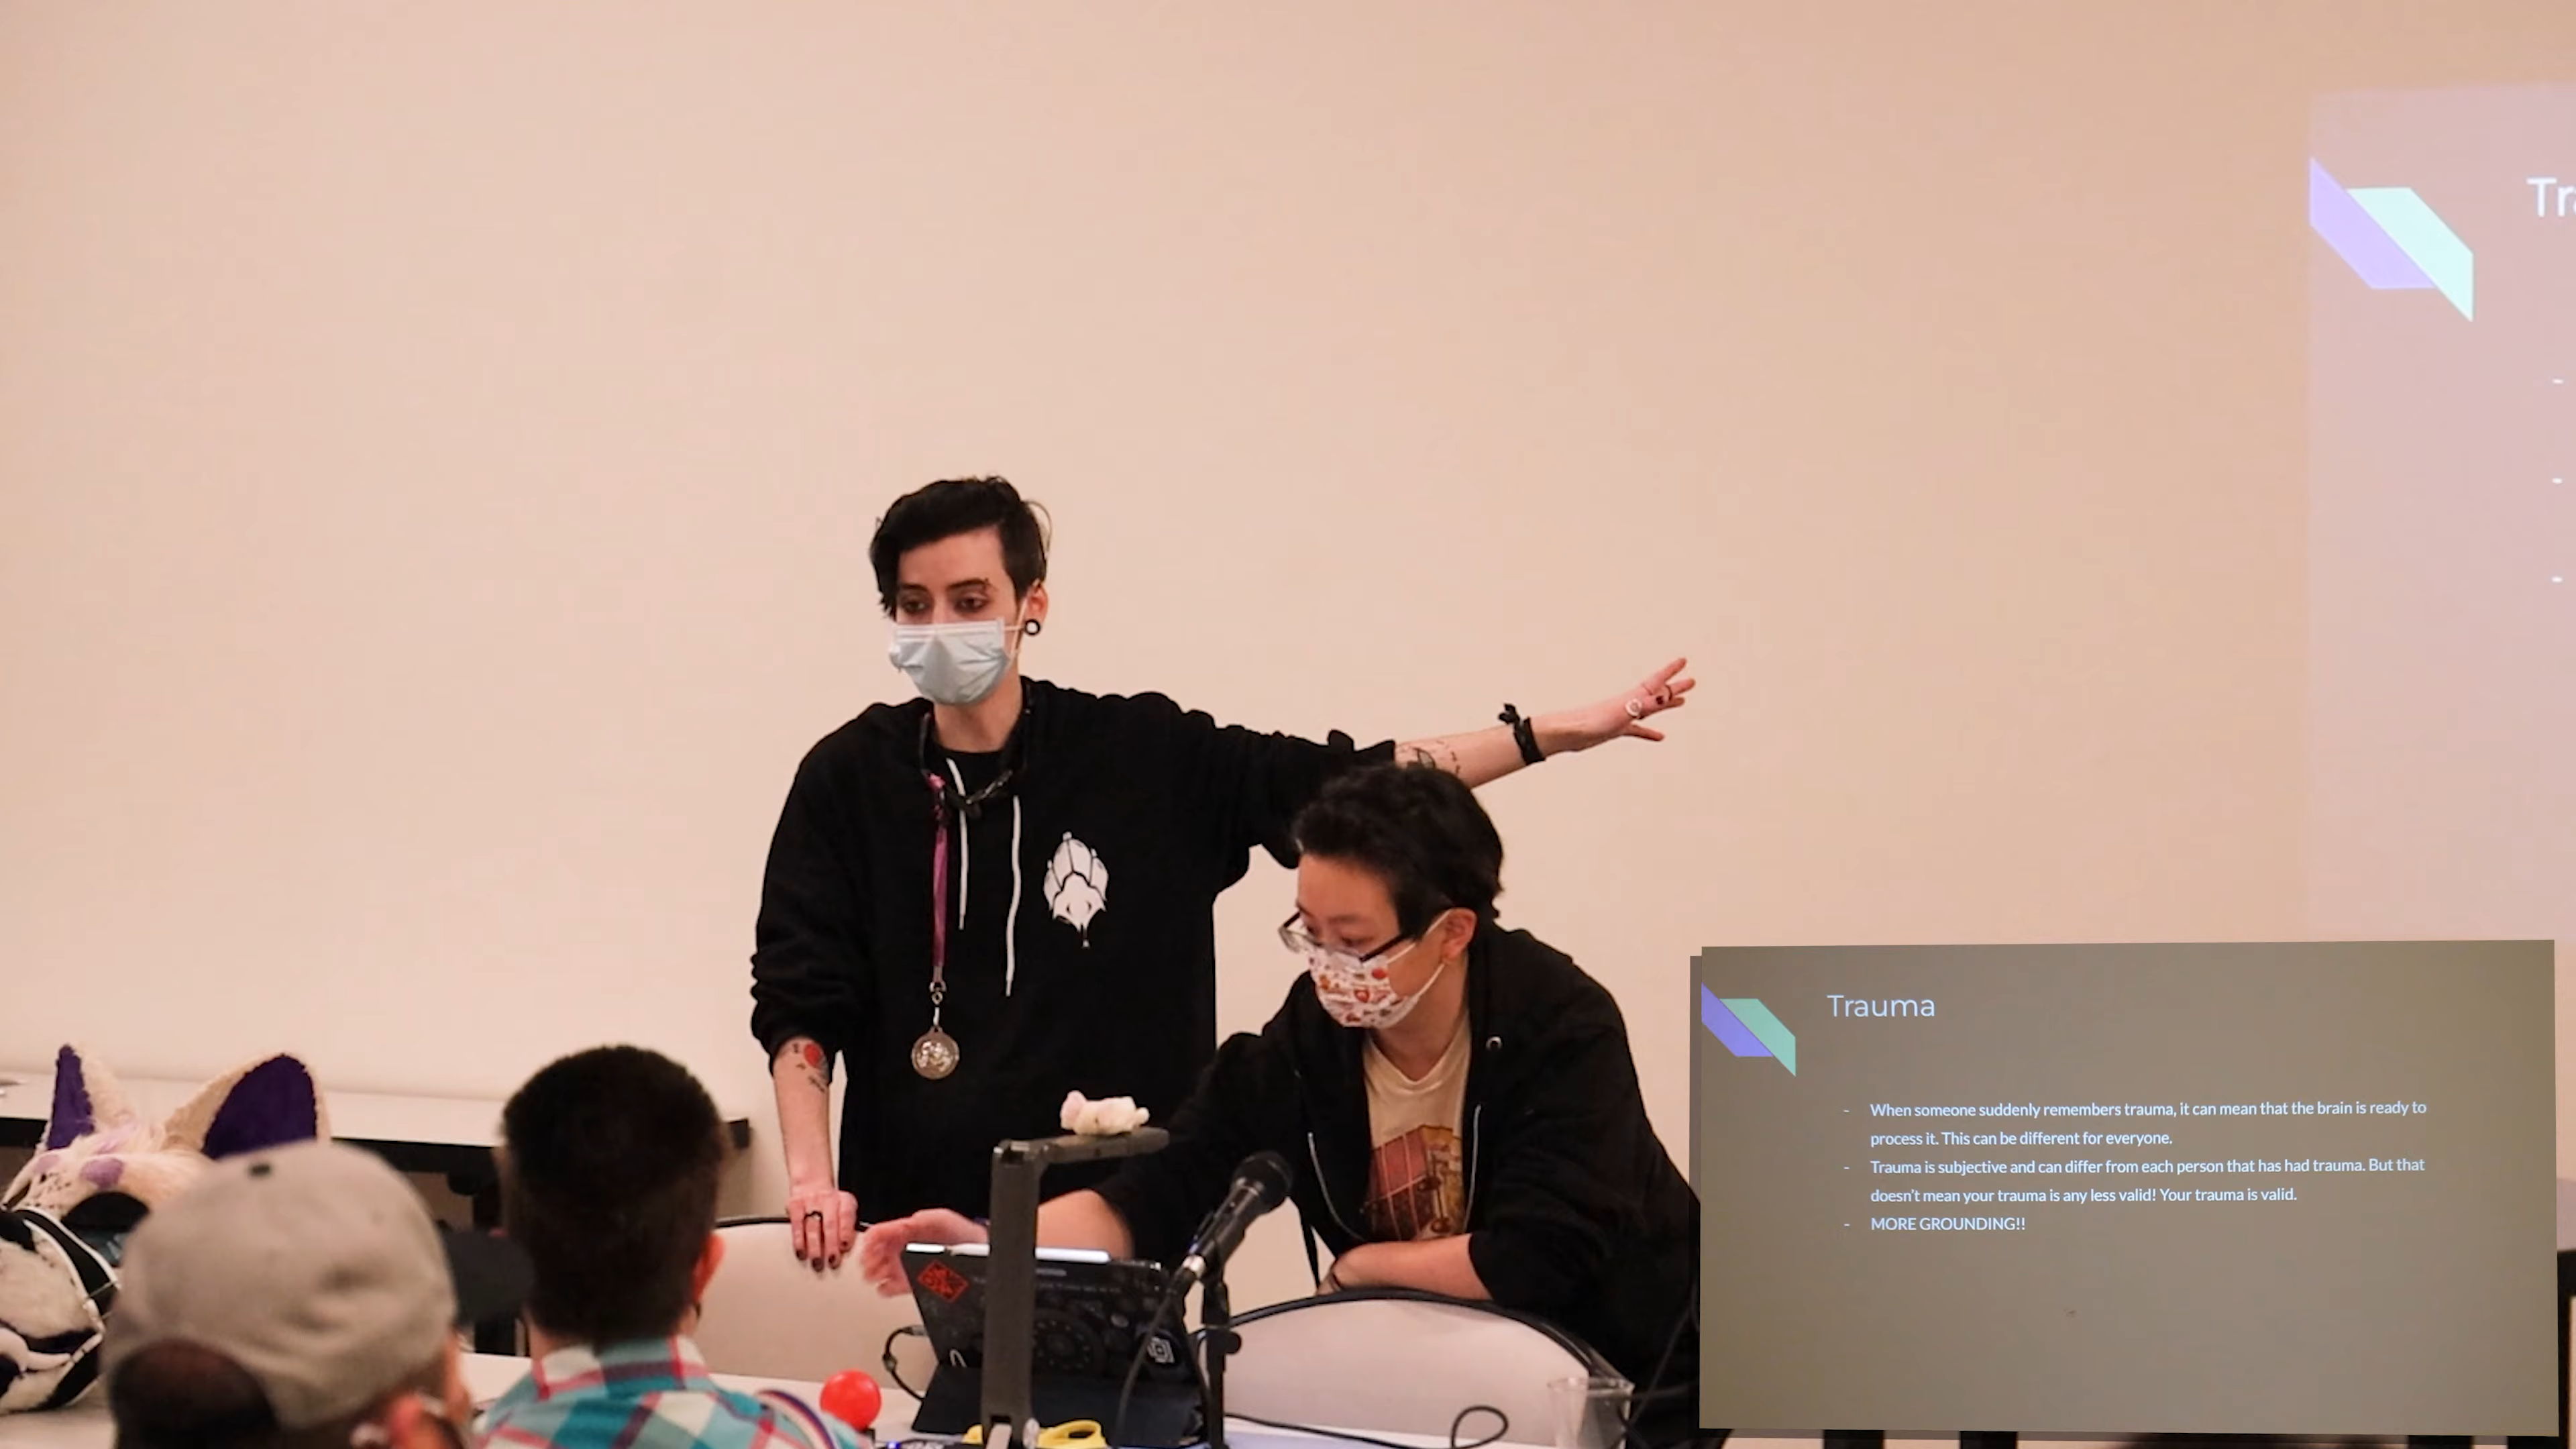 Tr
Trauma
- When someone suddenly remembers trauma, it can mean that the brain is ready to
process it. This can be different for everyone.
- Trauma is subjective and can differ from each person that has had trauma. But that
doesn't mean your trauma is any less valid! Your trauma is valid.
- MORE GROUNDING!!